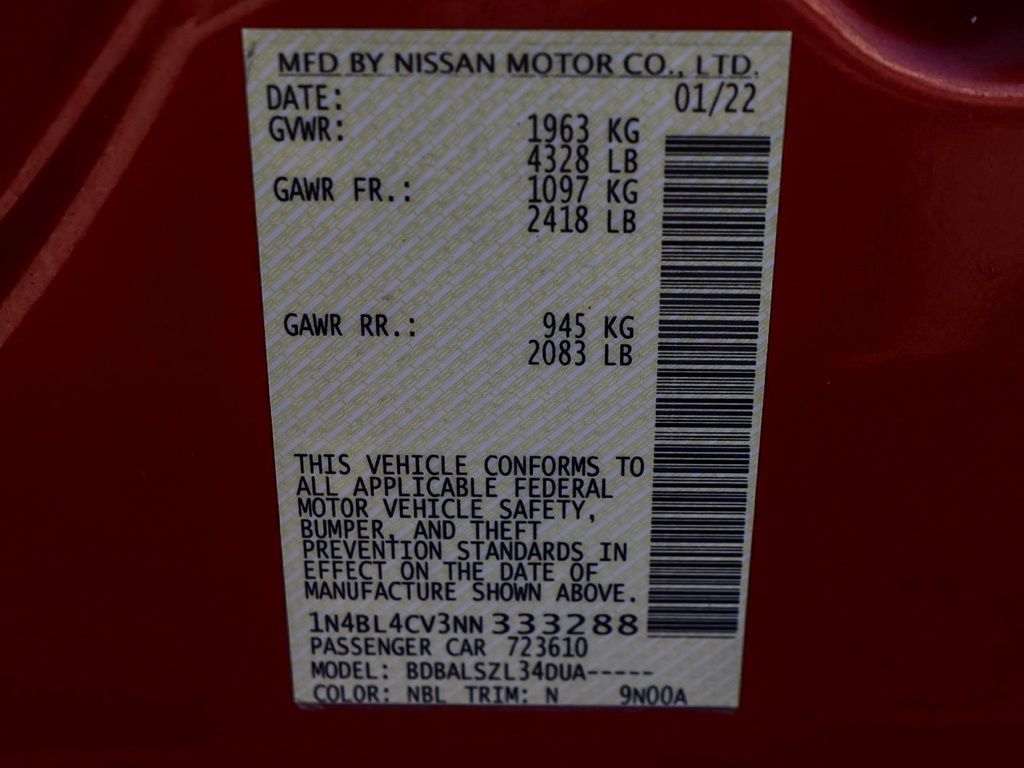 MFD BY NISSAN MOTOR CO., LTD.
DATE: 01/22
GVWR: 1963 KG
4328 LB
GAWR FR.: 1097 KG
2418 LB
GAWR RR.: 945 KG
2083 LB
THIS VEHICLE CONFORMS TO
ALL APPLICABLE FEDERAL
MOTOR VEHICLE SAFETY,
BUMPER, AND THEFT
PREVENTION STANDARDS IN
EFFECT ON THE DATE OF
MANUFACTURE SHOWN ABOVE.
1N4BL4CV3NN333288
PASSENGER CAR 723610
MODEL: BDBALSZL34DUA-----
COLOR: NBL TRIM: N 9N00A